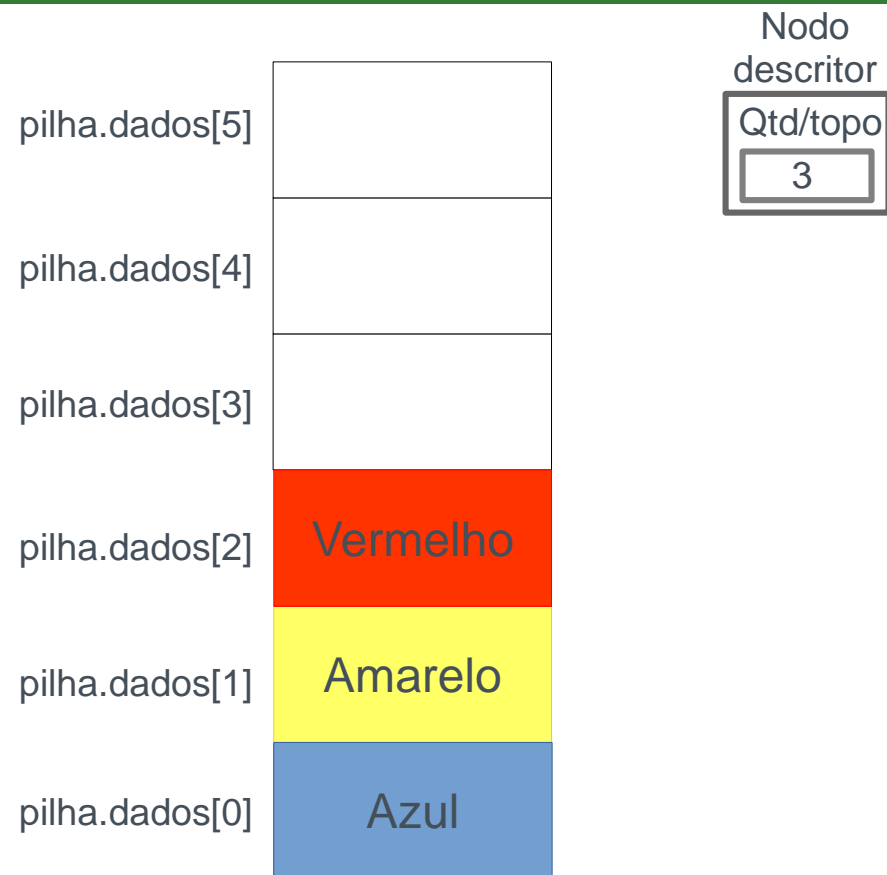 Nodo
descritor
Qtd/topo
3
pilha.dados[5]
pilha.dados[4]
pilha.dados[3]
pilha.dados[2]
Vermelho
pilha.dados[1]
Amarelo
pilha.dados[0]
Azul